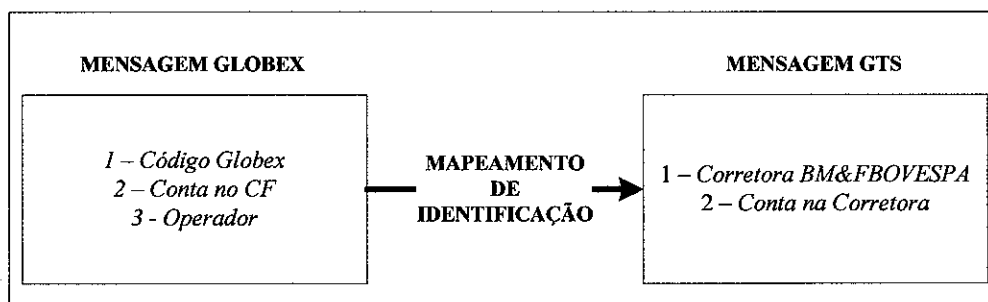 MENSAGEM GLOBEX
1 – Código Globex
2 – Conta no CF
3 - Operador
MAPEAMENTO
DE
IDENTIFICAÇÃO
MENSAGEM GTS
1 – Corretora BM&FBOVESPA
2 – Conta na Corretora